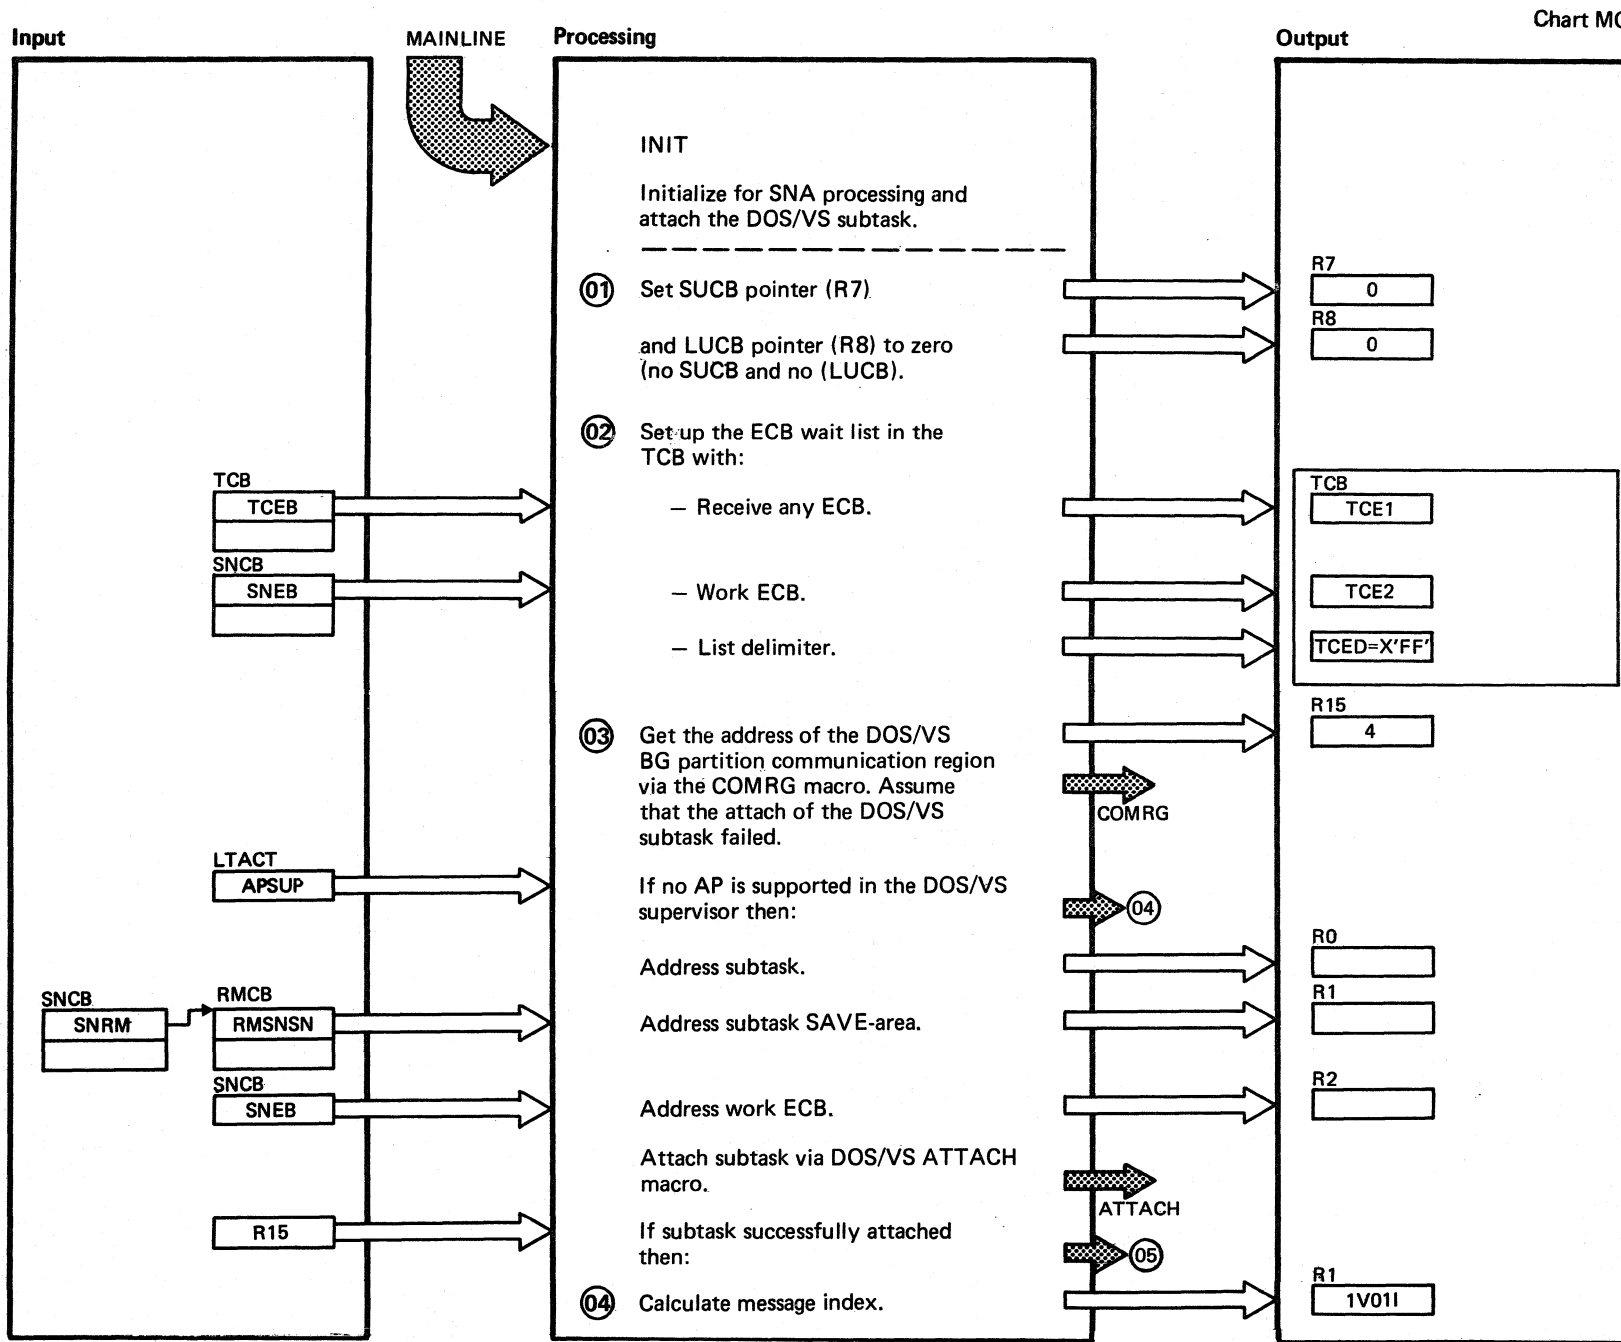 Chart MC
Input
MAINLINE
Processing
Output
INIT
Initialize for SNA processing and
attach the DOS/VS subtask.
01 Set SUCB pointer (R7)
R7
0
and LUCB pointer (R8) to zero
(no SUCB and no (LUCB).
R8
0
02 Set up the ECB wait list in the
TCB with:
TCB
TCEB
— Receive any ECB.
TCB
TCE1
SNCB
SNEB
— Work ECB.
TCE2
— List delimiter.
TCED=X'FF'
03 Get the address of the DOS/VS
BG partition communication region
via the COMRG macro. Assume
that the attach of the DOS/VS
subtask failed.
R15
4
COMRG
LTACT
APSUP
If no AP is supported in the DOS/VS
supervisor then:
04
Address subtask.
R0
SNCB
SNRM
RMCB
RMSNSN
Address subtask SAVE-area.
R1
SNCB
SNEB
Address work ECB.
R2
Attach subtask via DOS/VS ATTACH
macro.
ATTACH
R15
If subtask successfully attached
then:
05
04 Calculate message index.
R1
1V01I